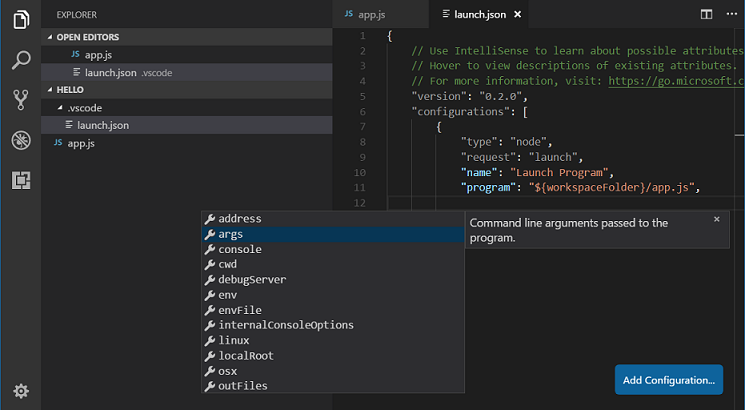 EXPLORER
OPEN EDITORS
JS app.js
launch.json .vscode
HELLO
.vscode
launch.json
JS app.js
JS app.js
launch.json ×
1 {
2 // Use IntelliSense to learn about possible attributes
3 // Hover to view descriptions of existing attributes.
4 // For more information, visit: https://go.microsoft.c
5 "version": "0.2.0",
6 "configurations": [
7 {
8 "type": "node",
9 "request": "launch",
10 "name": "Launch Program",
11 "program": "${workspaceFolder}/app.js",
12
address
args
console
cwd
debugServer
env
envFile
internalConsoleOptions
linux
localRoot
osx
outFiles
Command line arguments passed to the
program.
Add Configuration...